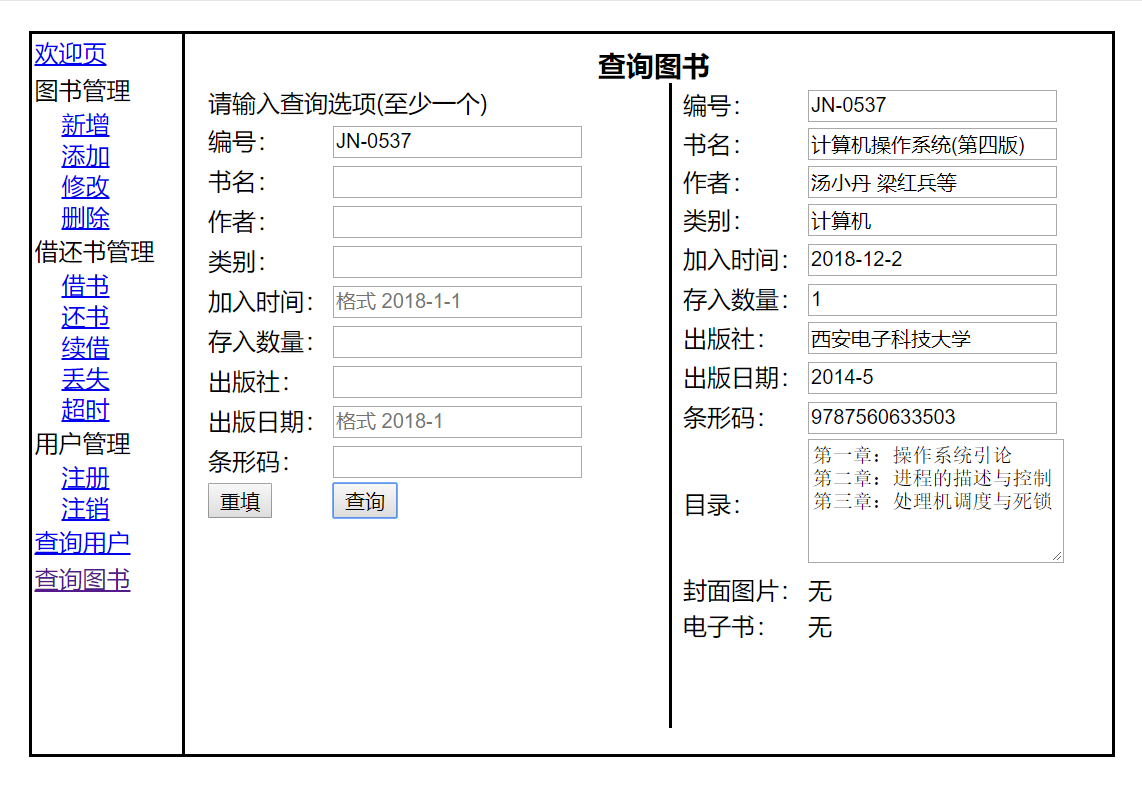 欢迎页
图书管理
新增
添加
修改
删除
借还书管理
借书
还书
续借
丢失
超时
用户管理
注册
注销
查询用户
查询图书
查询图书
请输入查询选项(至少一个)
编号： JN-0537
书名：
作者：
类别：
加入时间： 格式 2018-1-1
存入数量：
出版社：
出版日期： 格式 2018-1
条形码：
重填 查询
编号： JN-0537
书名： 计算机操作系统(第四版)
作者： 汤小丹 梁红兵等
类别： 计算机
加入时间： 2018-12-2
存入数量： 1
出版社： 西安电子科技大学
出版日期： 2014-5
条形码： 9787560633503
目录：
第一章：操作系统引论
第二章：进程的描述与控制
第三章：处理机调度与死锁
封面图片： 无
电子书： 无